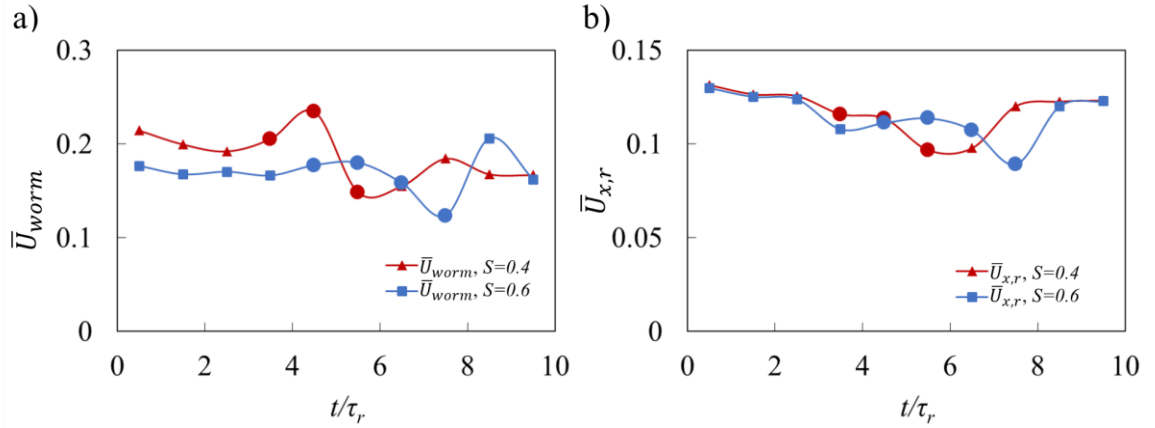 a)
0.3
0.2
0.1
0
Ū_worm
Ū_worm, S=0.4
Ū_worm, S=0.6
0 2 4 6 8 10
t/τ_r
b)
0.15
0.1
0.05
0
Ū_x,r
Ū_x,r, S=0.4
Ū_x,r, S=0.6
0 2 4 6 8 10
t/τ_r